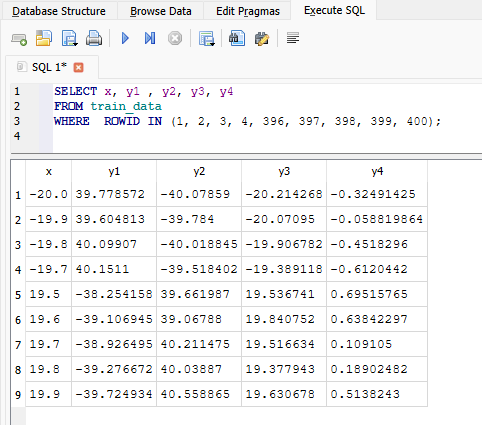 Database Structure Browse Data Edit Pragmas Execute SQL
SQL 1*
1 SELECT x, y1 , y2, y3, y4
2 FROM train_data
3 WHERE ROWID IN (1, 2, 3, 4, 396, 397, 398, 399, 400);
4
x y1 y2 y3 y4
1 -20.0 39.778572 -40.07859 -20.214268 -0.32491425
2 -19.9 39.604813 -39.784 -20.07095 -0.058819864
3 -19.8 40.09907 -40.018845 -19.906782 -0.4518296
4 -19.7 40.1511 -39.518402 -19.389118 -0.6120442
5 19.5 -38.254158 39.661987 19.536741 0.69515765
6 19.6 -39.106945 39.06788 19.840752 0.63842297
7 19.7 -38.926495 40.211475 19.516634 0.109105
8 19.8 -39.276672 40.03887 19.377943 0.18902482
9 19.9 -39.724934 40.558865 19.630678 0.5138243